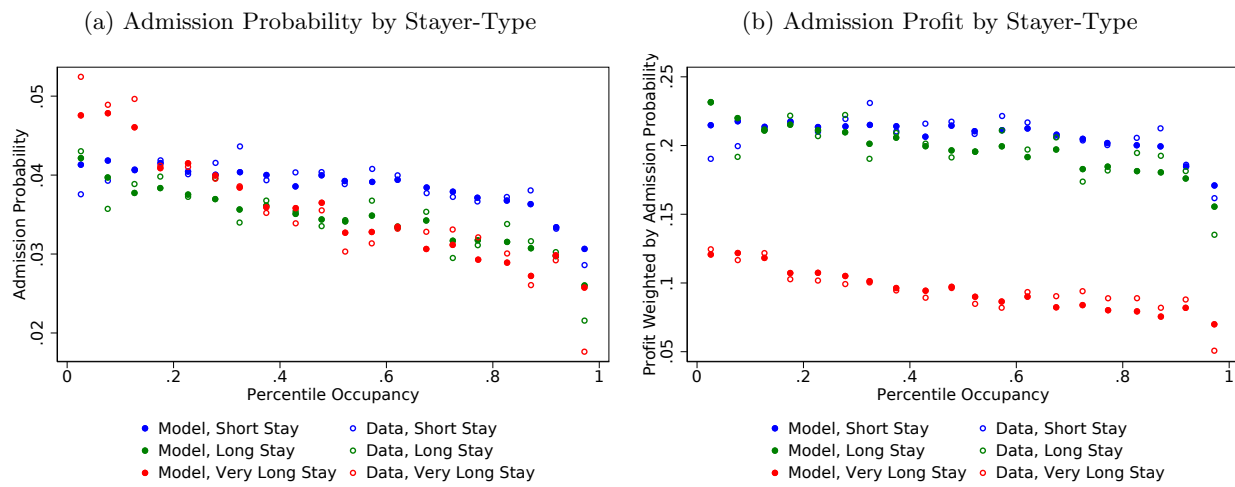 (a) Admission Probability by Stayer-Type
Admission Probability
.05
.04
.03
.02
0 .2 .4 .6 .8 1
Percentile Occupancy
Model, Short Stay Data, Short Stay
Model, Long Stay Data, Long Stay
Model, Very Long Stay Data, Very Long Stay
(b) Admission Profit by Stayer-Type
Profit Weighted by Admission Probability
.25
.2
.15
.1
.05
0 .2 .4 .6 .8 1
Percentile Occupancy
Model, Short Stay Data, Short Stay
Model, Long Stay Data, Long Stay
Model, Very Long Stay Data, Very Long Stay